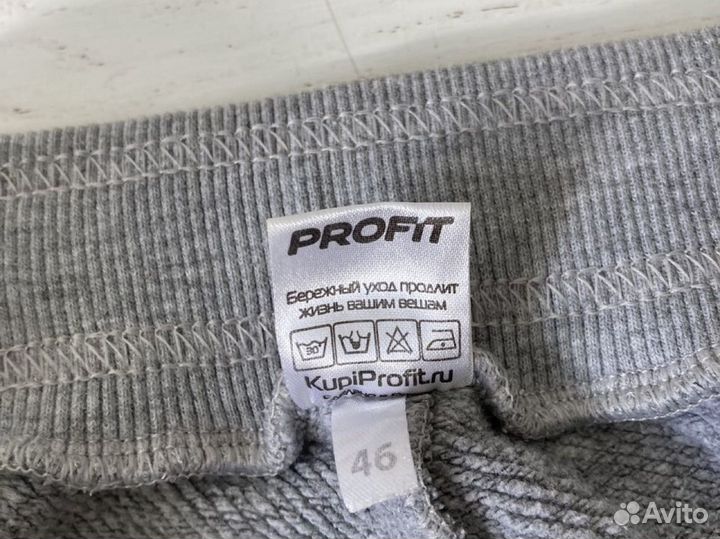 PROFIT
Бережный уход продлит
жизнь вашим вещам
30
KupiProfit.ru
46
Avito